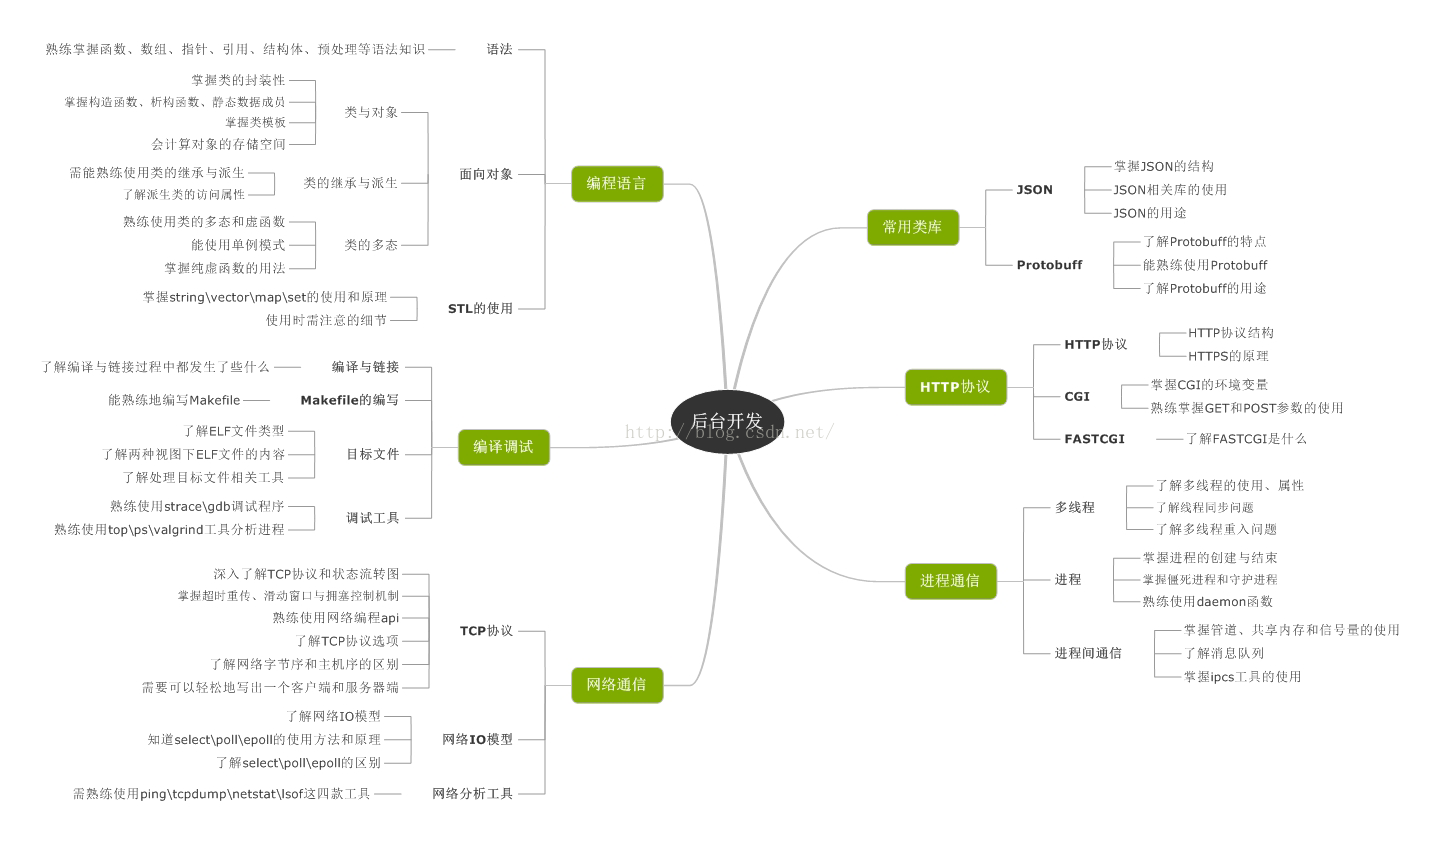 后台开发
http://blog.csdn.net/
编程语言
语法
熟练掌握函数、数组、指针、引用、结构体、预处理等语法知识
面向对象
类与对象
掌握类的封装性
掌握构造函数、析构函数、静态数据成员
掌握类模板
会计算对象的存储空间
类的继承与派生
需能熟练使用类的继承与派生
了解派生类的访问属性
类的多态
熟练使用类的多态和虚函数
能使用单例模式
掌握纯虚函数的用法
STL的使用
掌握string\vector\map\set的使用和原理
使用时需注意的细节
编译调试
编译与链接
了解编译与链接过程中都发生了些什么
Makefile的编写
能熟练地编写Makefile
目标文件
了解ELF文件类型
了解两种视图下ELF文件的内容
了解处理目标文件相关工具
调试工具
熟练使用strace\gdb调试程序
熟练使用top\ps\valgrind工具分析进程
网络通信
TCP协议
深入了解TCP协议和状态流转图
掌握超时重传、滑动窗口与拥塞控制机制
熟练使用网络编程api
了解TCP协议选项
了解网络字节序和主机序的区别
需要可以轻松地写出一个客户端和服务器端
网络IO模型
了解网络IO模型
知道select\poll\epoll的使用方法和原理
了解select\poll\epoll的区别
网络分析工具
需熟练使用ping\tcpdump\netstat\lsof这四款工具
常用类库
JSON
掌握JSON的结构
JSON相关库的使用
JSON的用途
Protobuff
了解Protobuff的特点
能熟练使用Protobuff
了解Protobuff的用途
HTTP协议
HTTP协议
HTTP协议结构
HTTPS的原理
CGI
掌握CGI的环境变量
熟练掌握GET和POST参数的使用
FASTCGI
了解FASTCGI是什么
进程通信
多线程
了解多线程的使用、属性
了解线程同步问题
了解多线程重入问题
进程
掌握进程的创建与结束
掌握僵死进程和守护进程
熟练使用daemon函数
进程间通信
掌握管道、共享内存和信号量的使用
了解消息队列
掌握ipcs工具的使用